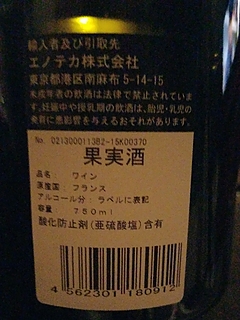 輸入者及び引取先
エノテカ株式会社
東京都港区南麻布 5-14-15
未成年者の飲酒は法律で禁止されています。
妊娠中や授乳期の飲酒は、胎児・乳児の
発育に悪影響を与えるおそれがあります。
No. 0213000113B2-15K00370
果実酒
品名: ワイン
原産国: フランス
アルコール分: ラベルに表記
容量: 750ml
酸化防止剤(亜硫酸塩)含有
4 562301 180912